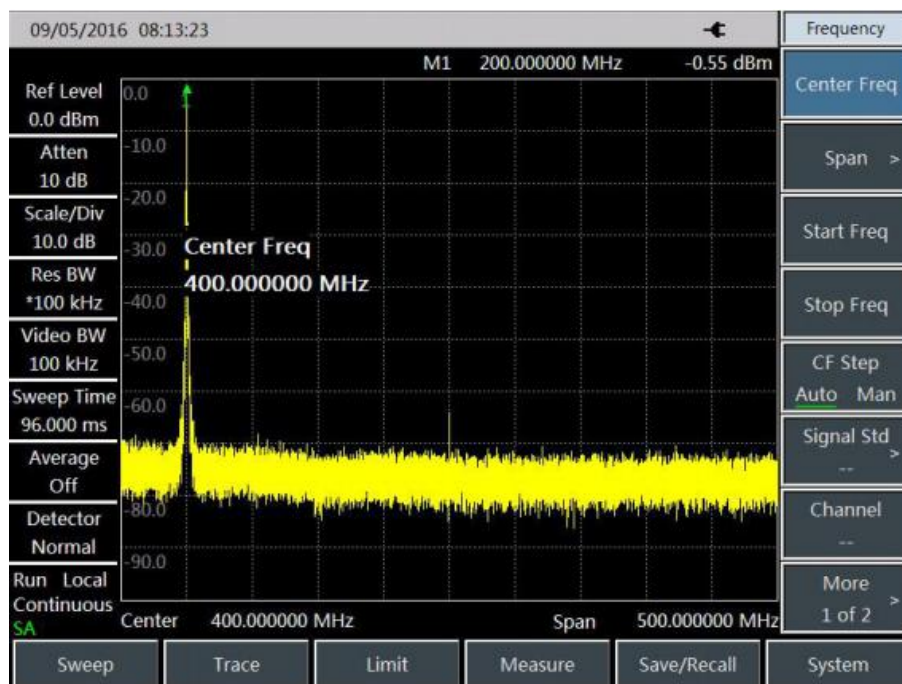 09/05/2016 08:13:23
Frequency
M1 200.000000 MHz -0.55 dBm
Ref Level
0.0 dBm
Atten
10 dB
Scale/Div
10.0 dB
Res BW
*100 kHz
Video BW
100 kHz
Sweep Time
96.000 ms
Average
Off
Detector
Normal
Run Local
Continuous
SA
0.0
-10.0
-20.0
-30.0
-40.0
-50.0
-60.0
-80.0
-90.0
1
Center Freq
400.000000 MHz
Center 400.000000 MHz Span 500.000000 MHz
Center Freq
Span >
Start Freq
Stop Freq
CF Step
Auto Man
Signal Std >
--
Channel
--
More >
1 of 2
Sweep Trace Limit Measure Save/Recall System